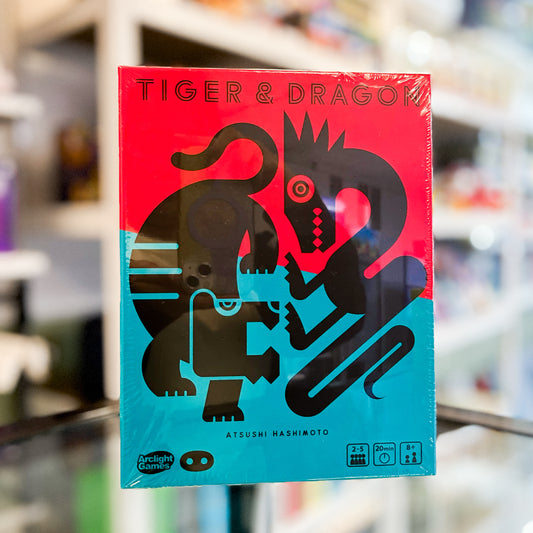 TIGER & DRAGON
ATSUSHI HASHIMOTO
Arclight
Games
2-5
20min
8+